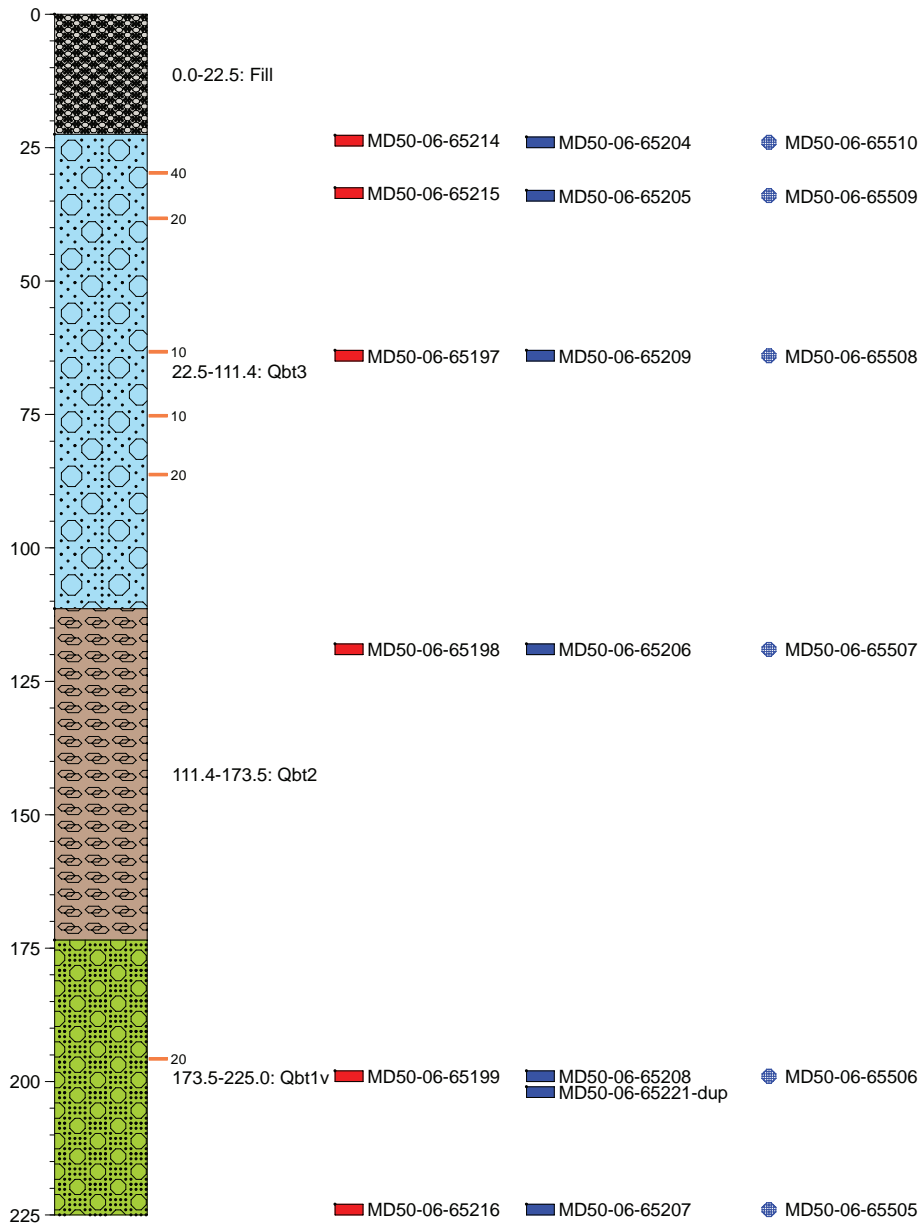 0
0.0-22.5: Fill
MD50-06-65214 MD50-06-65204 MD50-06-65510
25
40
MD50-06-65215 MD50-06-65205 MD50-06-65509
20
50
10
MD50-06-65197 MD50-06-65209 MD50-06-65508
22.5-111.4: Qbt3
75
10
20
100
MD50-06-65198 MD50-06-65206 MD50-06-65507
125
111.4-173.5: Qbt2
150
175
20
173.5-225.0: Qbt1v MD50-06-65199 MD50-06-65208 MD50-06-65506
200
MD50-06-65221-dup
225
MD50-06-65216 MD50-06-65207 MD50-06-65505